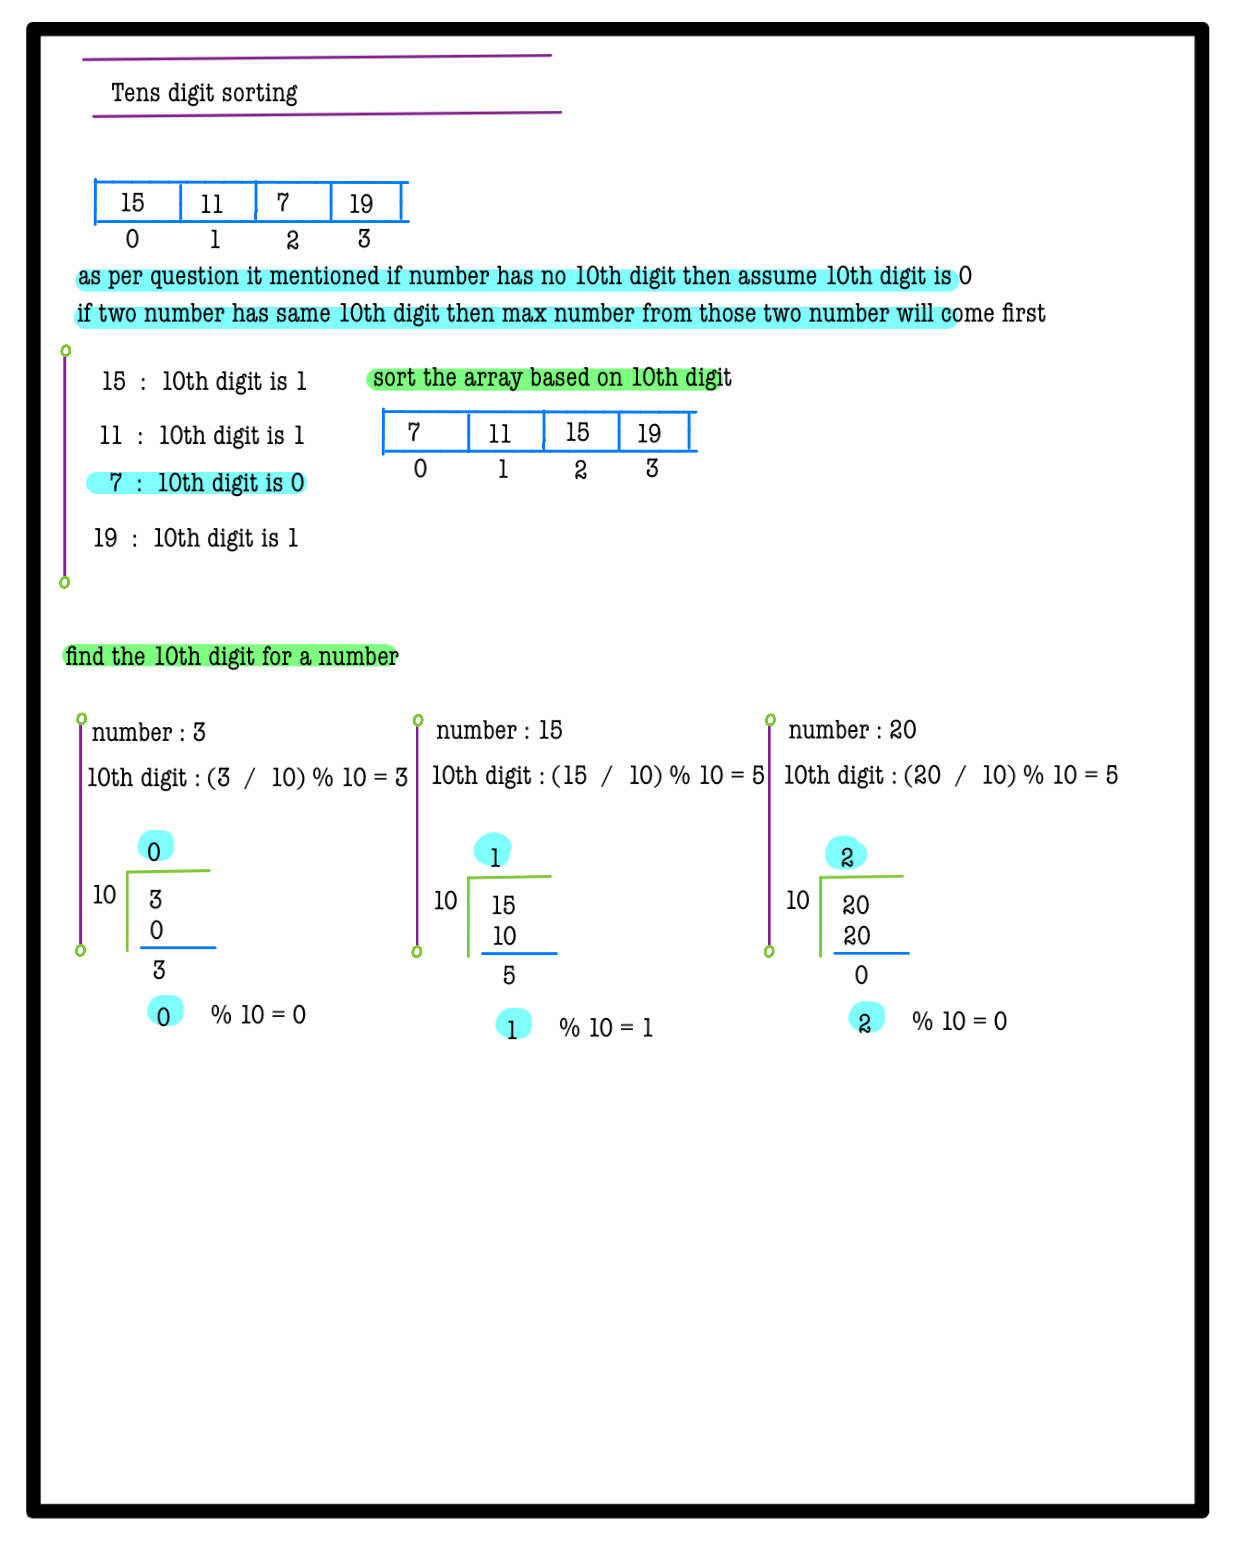 Tens digit sorting
15 11 7 19
0 1 2 3
as per question it mentioned if number has no 10th digit then assume 10th digit is 0
if two number has same 10th digit then max number from those two number will come first
15 : 10th digit is 1
11 : 10th digit is 1
7 : 10th digit is 0
19 : 10th digit is 1
sort the array based on 10th digit
7 11 15 19
0 1 2 3
find the 10th digit for a number
number : 3
10th digit : (3 / 10) % 10 = 3
0
10 3
0
3
0 % 10 = 0
number : 15
10th digit : (15 / 10) % 10 = 5
1
10 15
10
5
1 % 10 = 1
number : 20
10th digit : (20 / 10) % 10 = 5
2
10 20
20
0
2 % 10 = 0